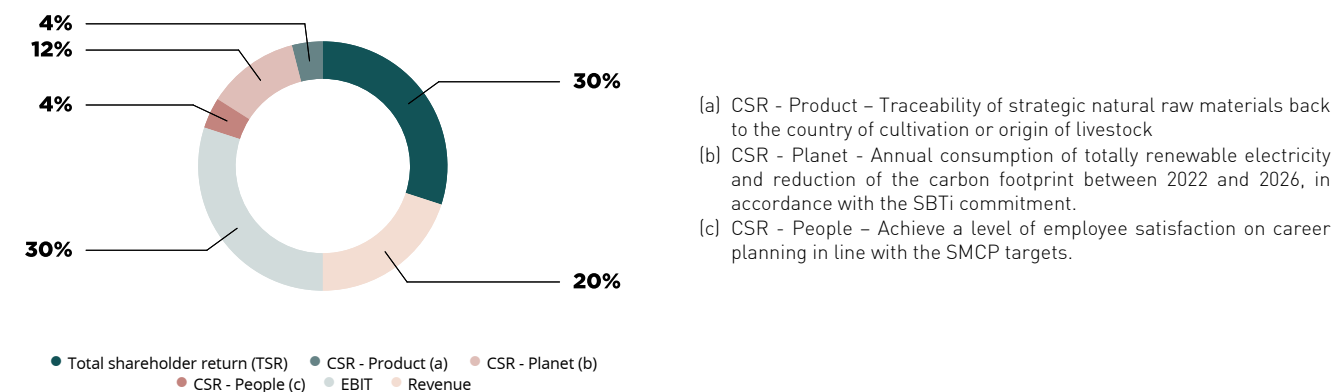 4%
12%
4%
30%
30%
20%
Total shareholder return (TSR) CSR - Product (a) CSR - Planet (b)
CSR - People (c) EBIT Revenue
(a) CSR - Product – Traceability of strategic natural raw materials back
to the country of cultivation or origin of livestock
(b) CSR - Planet - Annual consumption of totally renewable electricity
and reduction of the carbon footprint between 2022 and 2026, in
accordance with the SBTi commitment.
(c) CSR - People – Achieve a level of employee satisfaction on career
planning in line with the SMCP targets.